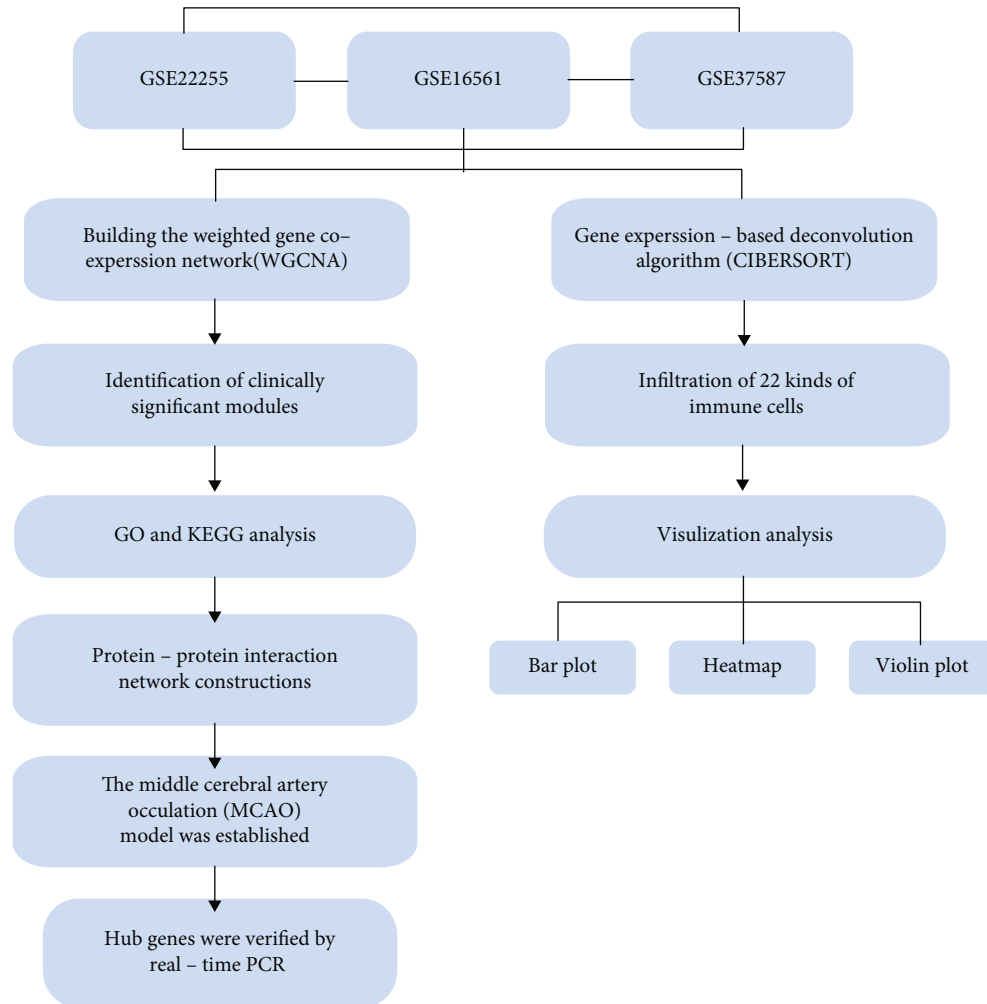 GSE22255
GSE16561
GSE37587
Building the weighted gene co–
experssion network(WGCNA)
Gene experssion – based deconvolution
algorithm (CIBERSORT)
Identification of clinically
significant modules
Infiltration of 22 kinds of
immune cells
GO and KEGG analysis
Visulization analysis
Protein – protein interaction
network constructions
Bar plot
Heatmap
Violin plot
The middle cerebral artery
occulation (MCAO)
model was established
Hub genes were verified by
real – time PCR